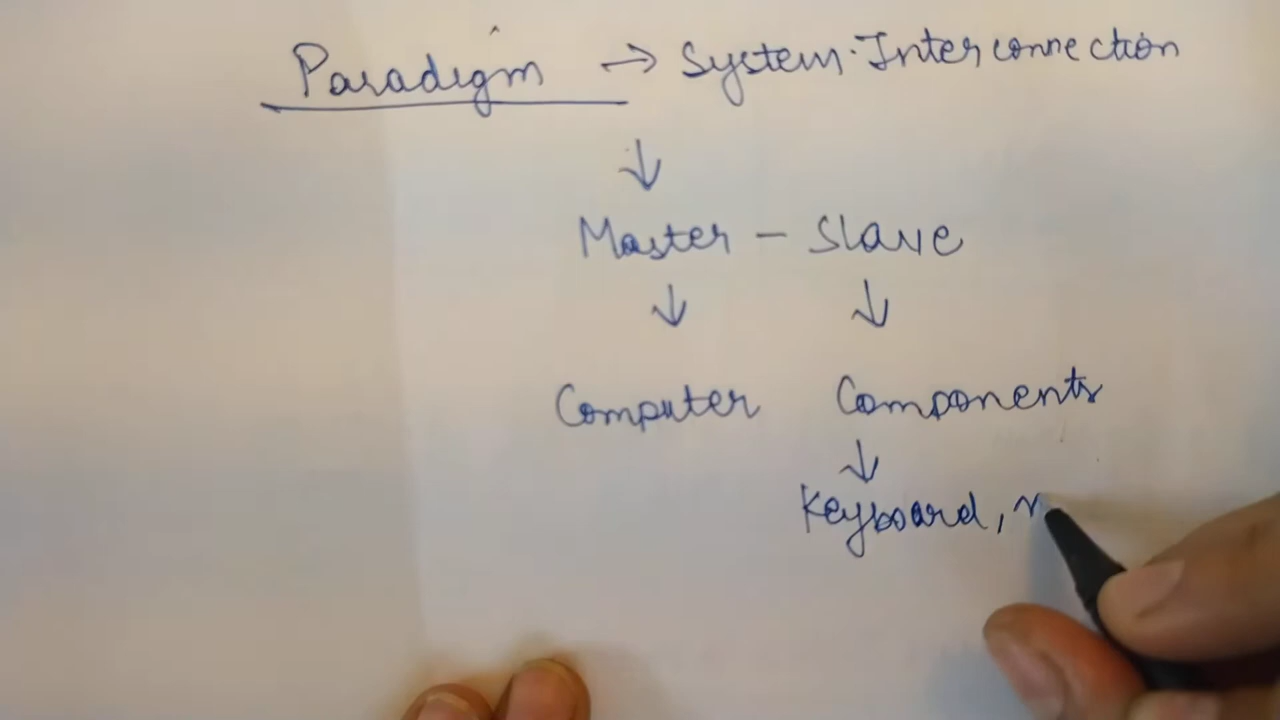 Paradigm → System. Interconnection
↓
Master - Slave
↓ ↓
Computer Components
↓
Keyboard,